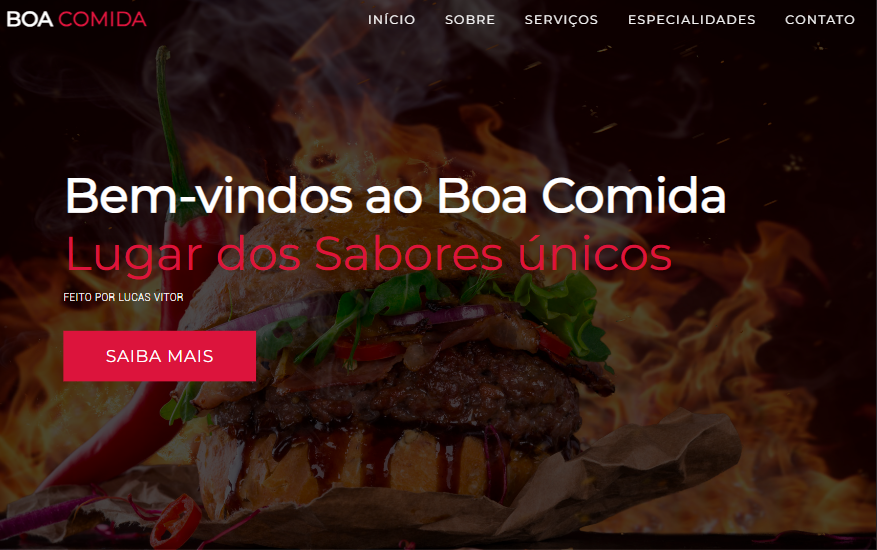 BOA COMIDA
INÍCIO SOBRE SERVIÇOS ESPECIALIDADES CONTATO
Bem-vindos ao Boa Comida
Lugar dos Sabores únicos
FEITO POR LUCAS VITOR
SAIBA MAIS